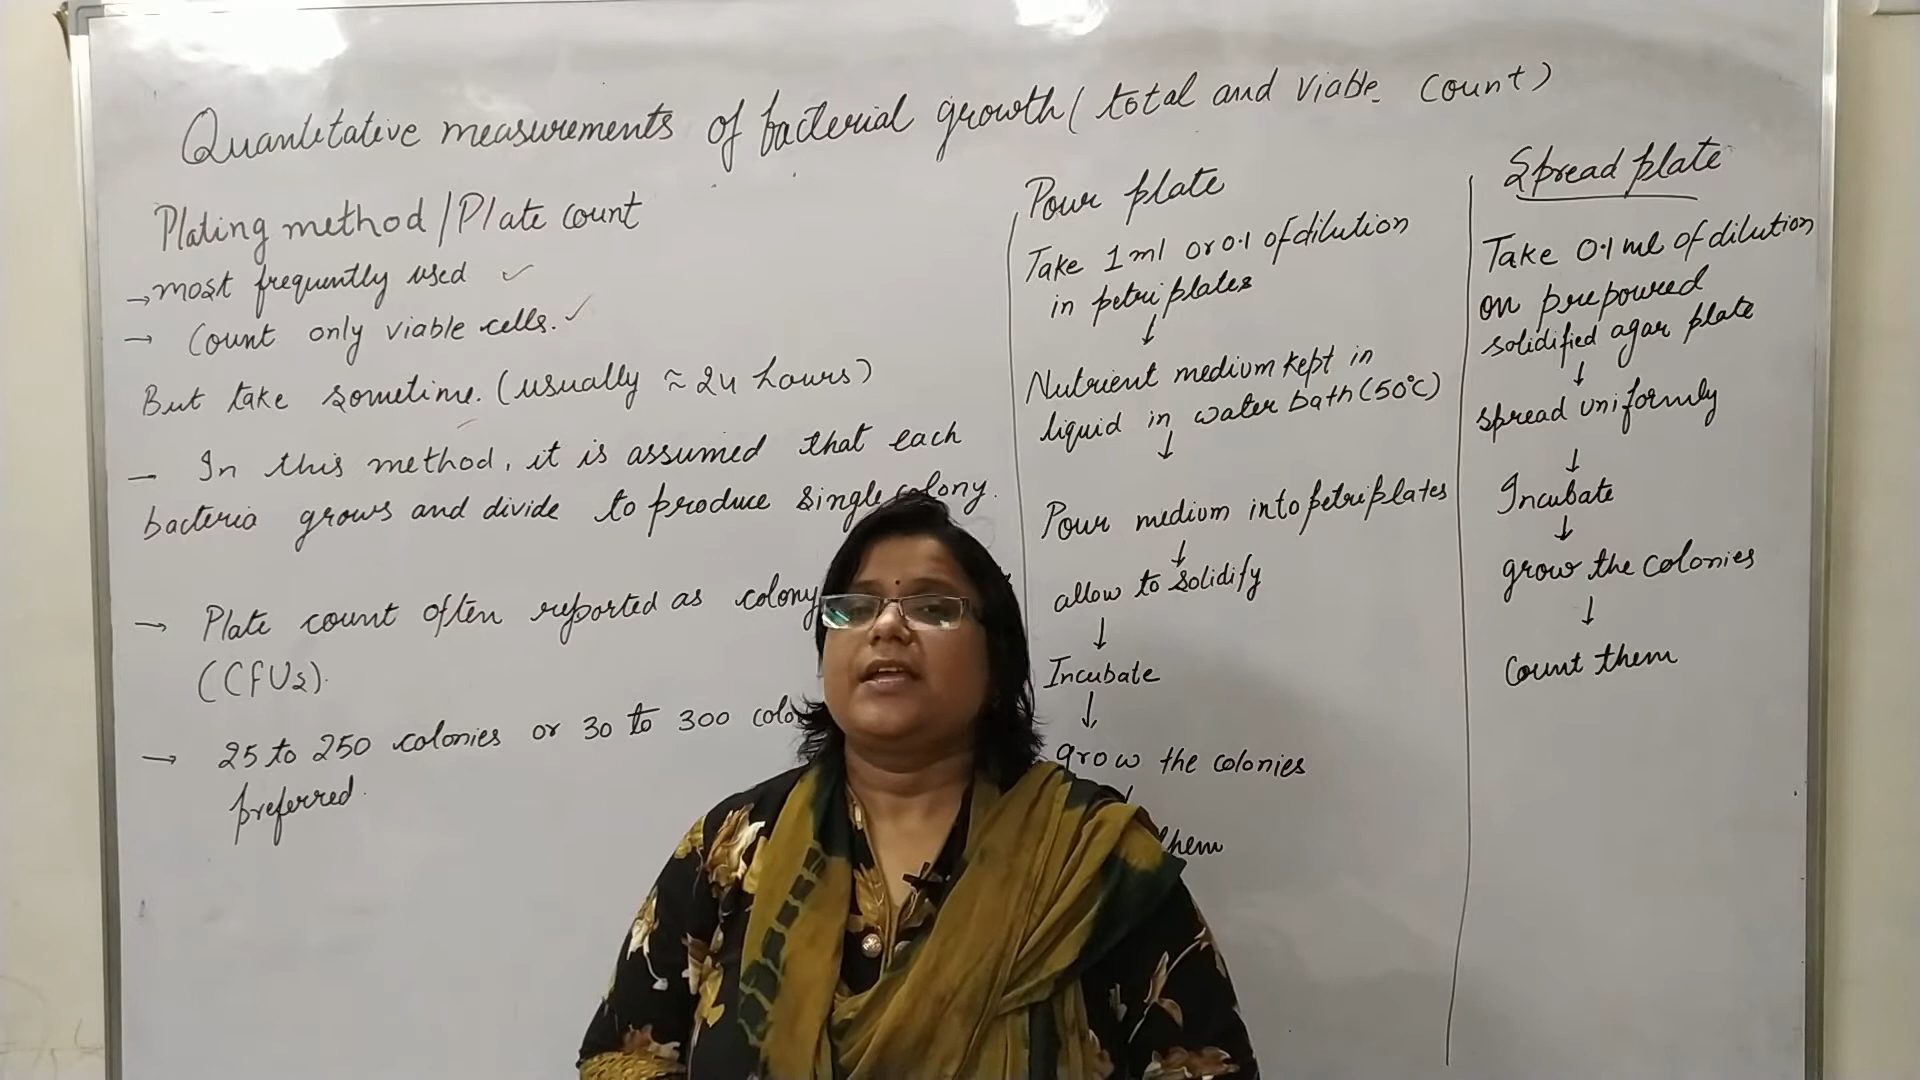 Quantitative measurements of bacterial growth (total and viable count)
Plating method / Plate count
→ most frequently used ✓
→ Count only viable cells. ✓
But take sometime. (usually ≈ 24 hours)
— In this method, it is assumed that each
bacteria grows and divide to produce single colony.
→ Plate count often reported as colony
(CFUs).
→ 25 to 250 colonies or 30 to 300
preferred.
Pour plate
Take 1 ml or 0.1 of dilution
in petri plates
↓
Nutrient medium kept in
liquid in water bath (50°C)
↓
Pour medium into petriplates
↓
allow to solidify
↓
Incubate
↓
grow the colonies
↓
them
Spread plate
Take 0.1 ml of dilution
on prepoured
solidified agar plate
↓
spread uniformly
↓
Incubate
↓
grow the colonies
↓
Count them